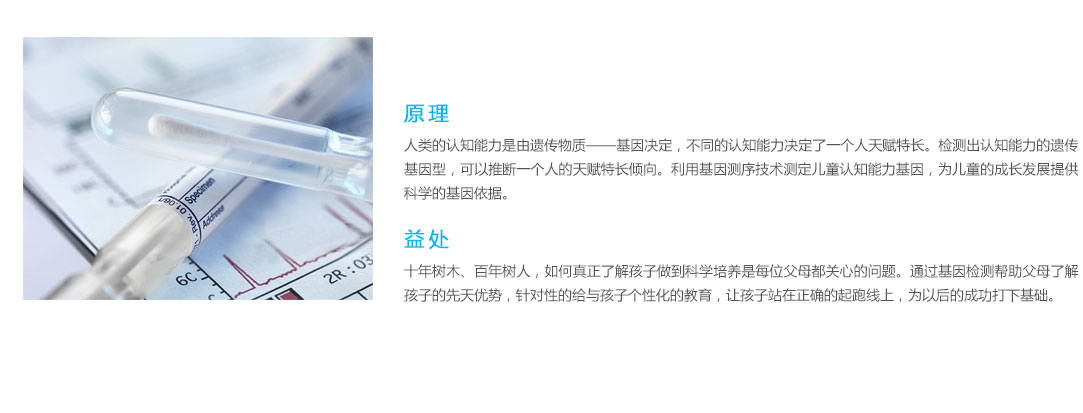 原理
人类的认知能力是由遗传物质——基因决定，不同的认知能力决定了一个人天赋特长。检测出认知能力的遗传
基因型，可以推断一个人的天赋特长倾向。利用基因测序技术测定儿童认知能力基因，为儿童的成长发展提供
科学的基因依据。
益处
十年树木、百年树人，如何真正了解孩子做到科学培养是每位父母都关心的问题。通过基因检测帮助父母了解
孩子的先天优势，针对性的给与孩子个性化的教育，让孩子站在正确的起跑线上，为以后的成功打下基础。
Specimen
Address
6C
2R:03